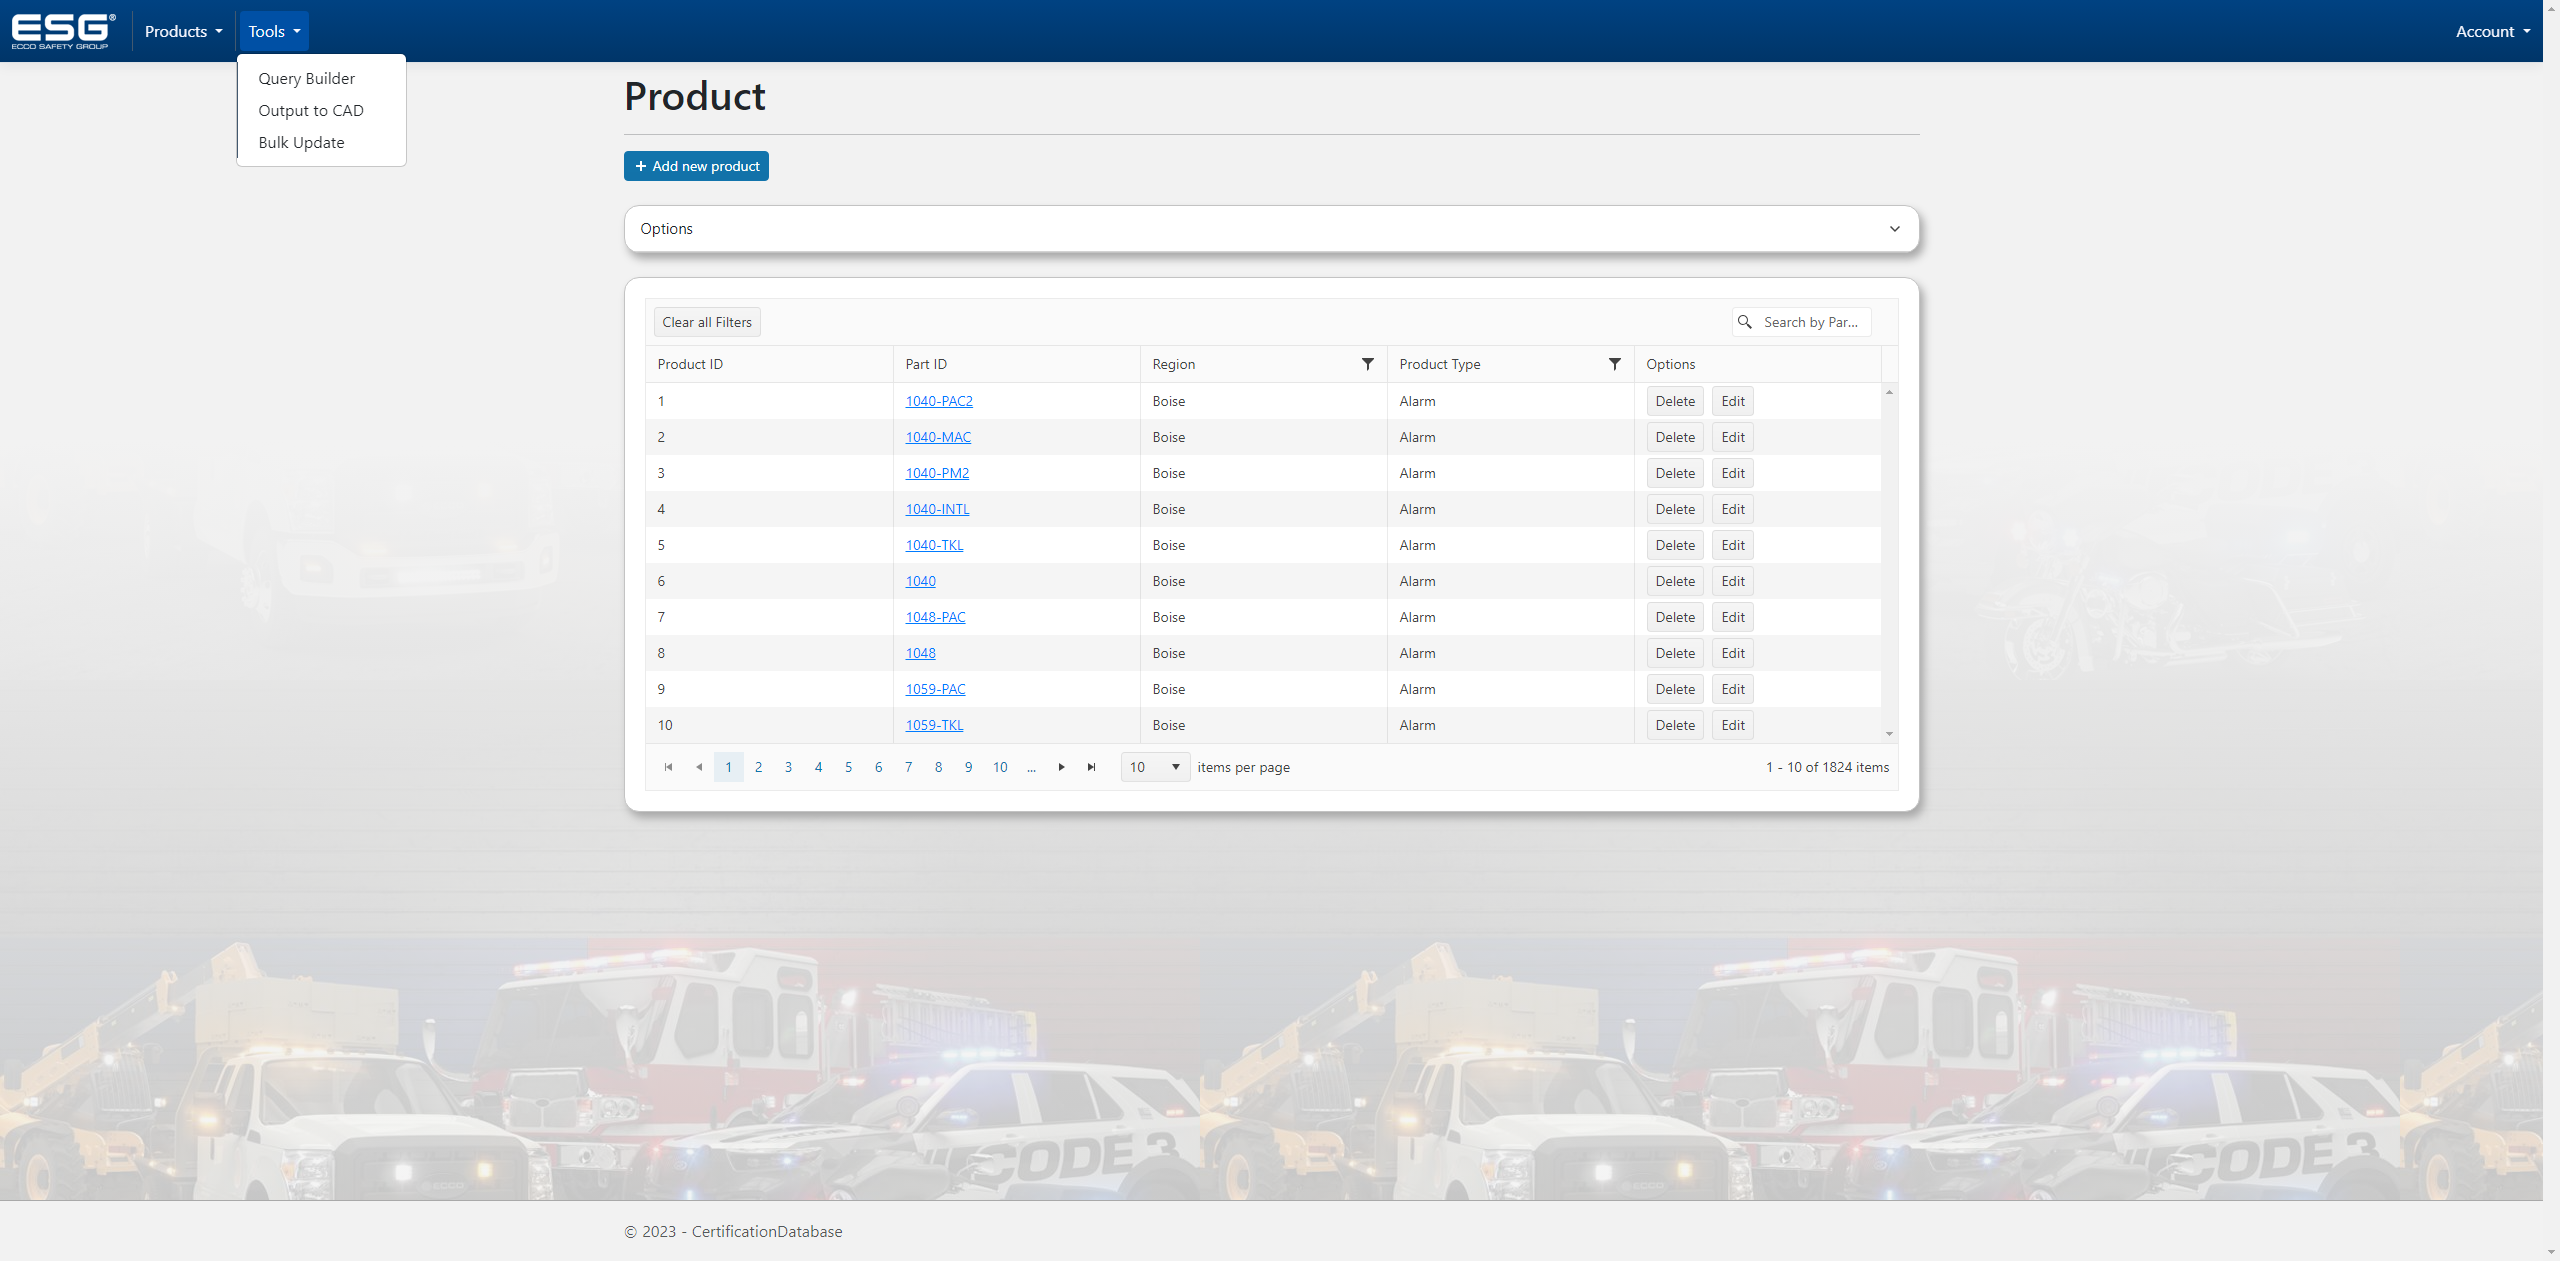 ESG®
ECCO SAFETY GROUP
Products
Tools
Account
Query Builder
Output to CAD
Bulk Update
Product
+ Add new product
Options
Clear all Filters
Search by Par...
Product ID Part ID Region Product Type Options
1 1040-PAC2 Boise Alarm Delete Edit
2 1040-MAC Boise Alarm Delete Edit
3 1040-PM2 Boise Alarm Delete Edit
4 1040-INTL Boise Alarm Delete Edit
5 1040-TKL Boise Alarm Delete Edit
6 1040 Boise Alarm Delete Edit
7 1048-PAC Boise Alarm Delete Edit
8 1048 Boise Alarm Delete Edit
9 1059-PAC Boise Alarm Delete Edit
10 1059-TKL Boise Alarm Delete Edit
1 2 3 4 5 6 7 8 9 10 ... 10 items per page 1 - 10 of 1824 items
CODE 3
CODE 3
ECCO
ECCO
© 2023 - CertificationDatabase